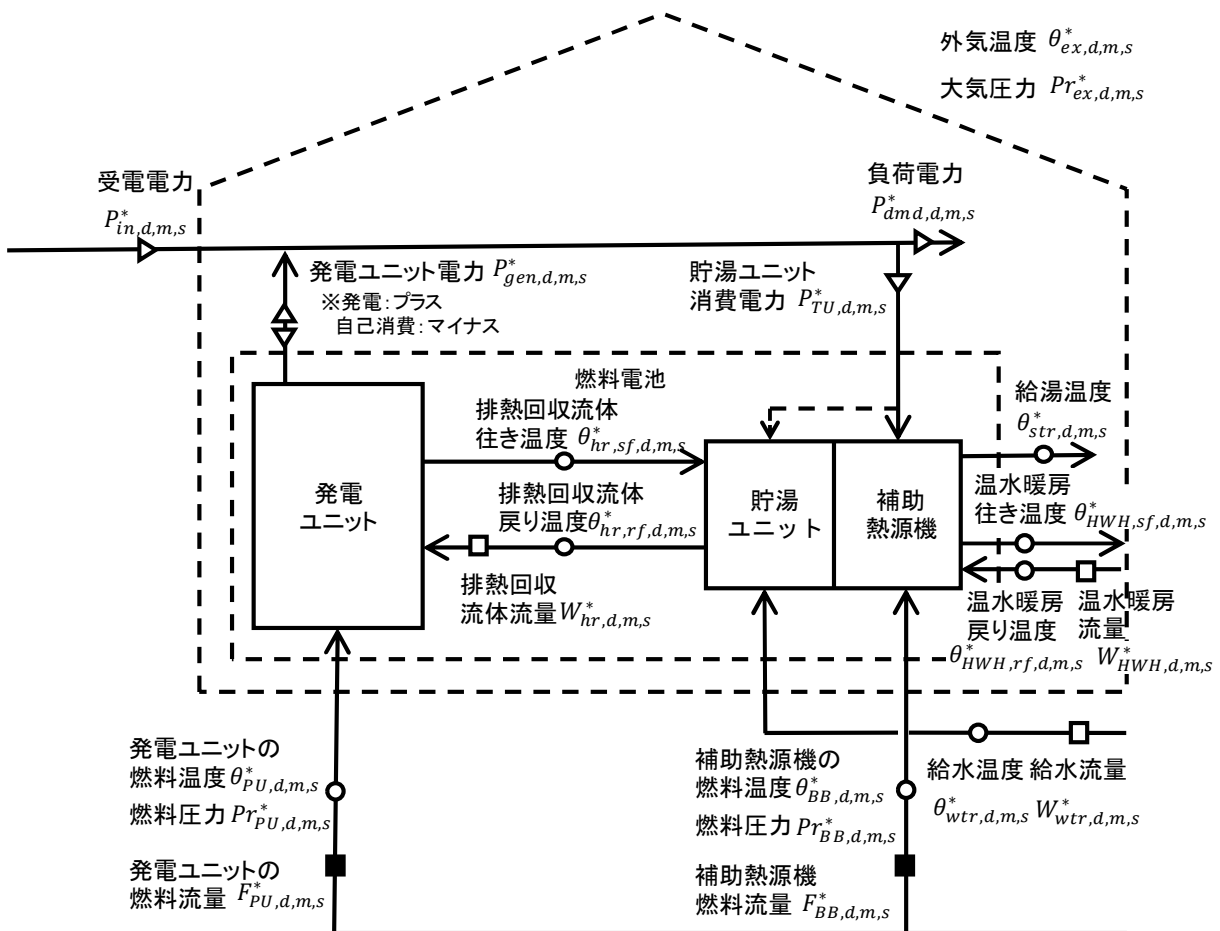 外気温度 θ*ex,d,m,s
大気圧力 Pr*ex,d,m,s
受電電力
P*in,d,m,s
負荷電力
P*dmd,d,m,s
発電ユニット電力 P*gen,d,m,s
※発電：プラス
自己消費：マイナス
貯湯ユニット
消費電力 P*TU,d,m,s
燃料電池
排熱回収流体
往き温度 θ*hr,sf,d,m,s
給湯温度
θ*str,d,m,s
発電
ユニット
排熱回収流体
戻り温度θ*hr,rf,d,m,s
貯湯
ユニット
補助
熱源機
温水暖房
往き温度 θ*HWH,sf,d,m,s
排熱回収
流体流量W*hr,d,m,s
温水暖房
戻り温度
θ*HWH,rf,d,m,s
温水暖房
流量
W*HWH,d,m,s
発電ユニットの
燃料温度θ*PU,d,m,s
燃料圧力 Pr*PU,d,m,s
補助熱源機の
燃料温度θ*BB,d,m,s
燃料圧力 Pr*BB,d,m,s
給水温度 給水流量
θ*wtr,d,m,s W*wtr,d,m,s
発電ユニットの
燃料流量 F*PU,d,m,s
補助熱源機
燃料流量 F*BB,d,m,s